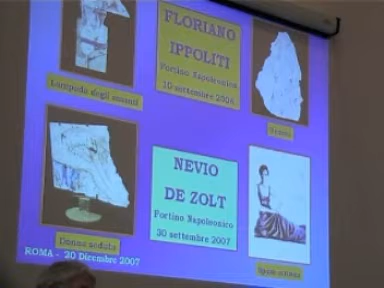 FLORIANO
IPPOLITI
Fortino Napoleonico
10 settembre 2006
Lampada degli amanti
NEVIO
DE ZOLT
Fortino Napoleonico
30 settembre 2007
Donna seduta
ROMA - 20 Dicembre 2007